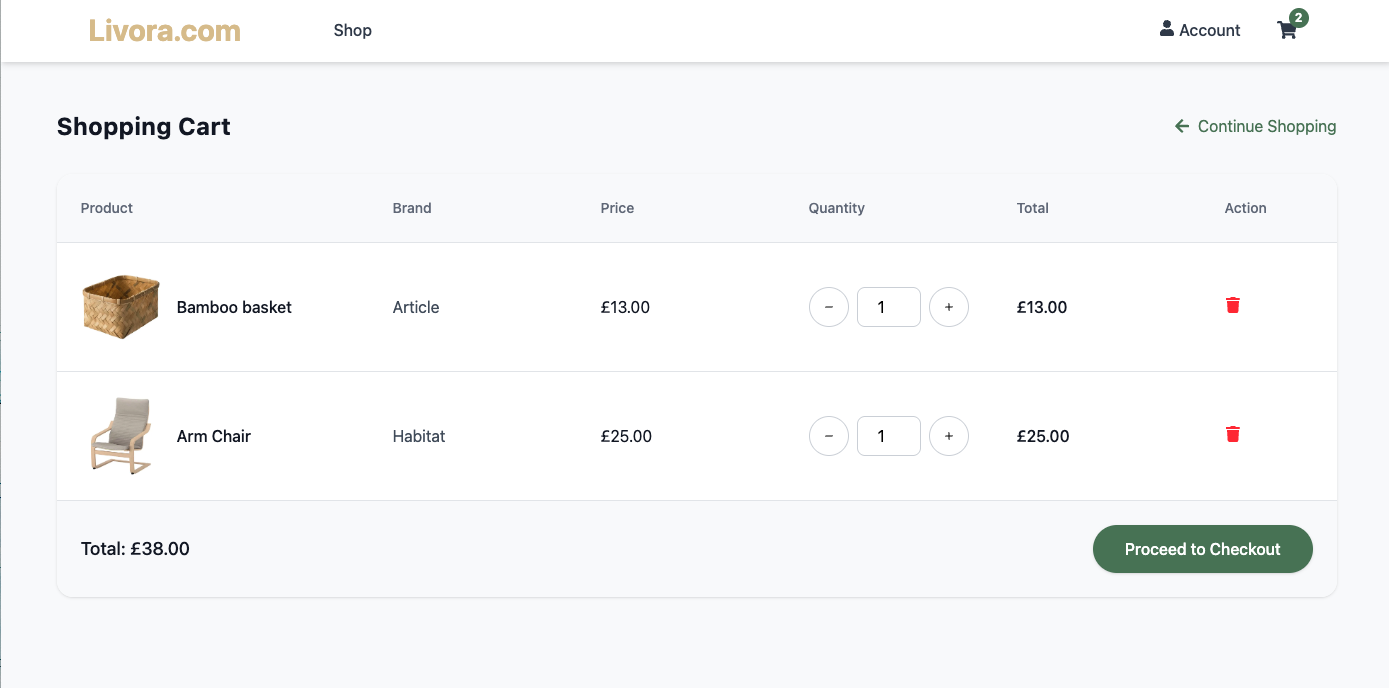 Livora.com Shop Account 2
Shopping Cart Continue Shopping
Product Brand Price Quantity Total Action
Bamboo basket Article £13.00 − 1 + £13.00
Arm Chair Habitat £25.00 − 1 + £25.00
Total: £38.00 Proceed to Checkout